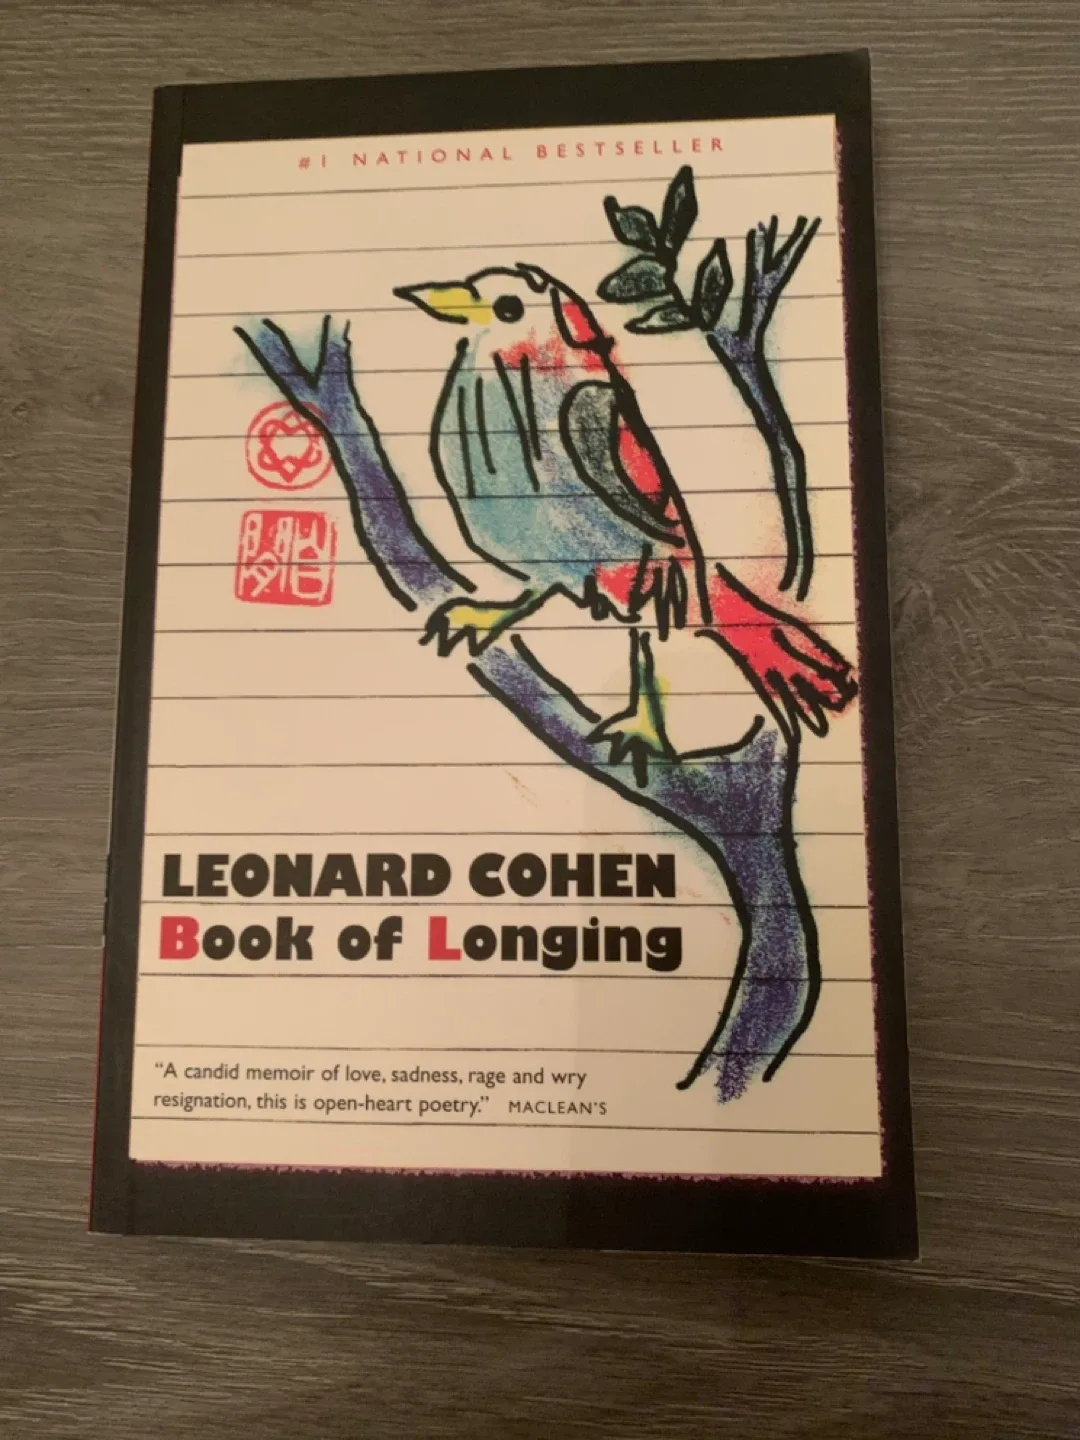 #1 NATIONAL BESTSELLER
LEONARD COHEN
Book of Longing
“A candid memoir of love, sadness, rage and wry
resignation, this is open-heart poetry.” MACLEAN'S